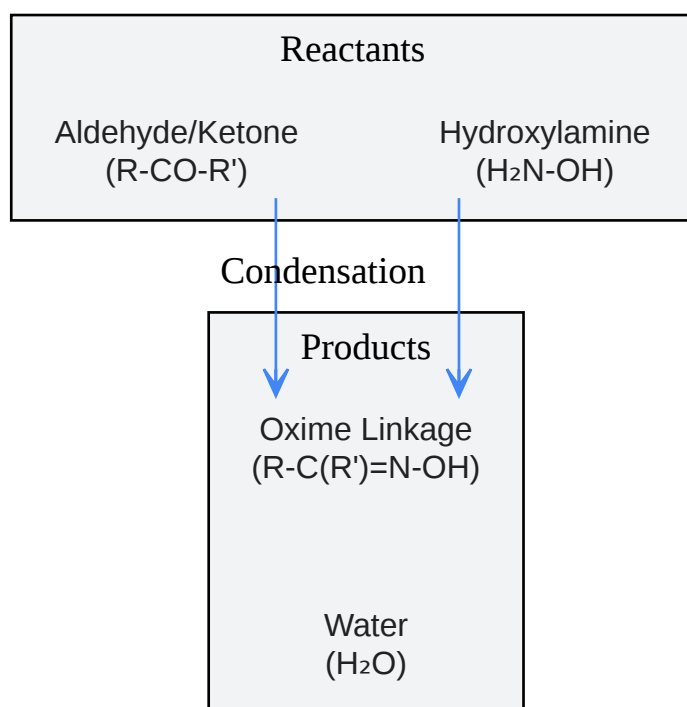 Reactants
Aldehyde/Ketone
(R-CO-R')
Hydroxylamine
(H₂N-OH)
Condensation
Products
Oxime Linkage
(R-C(R')=N-OH)
Water
(H₂O)